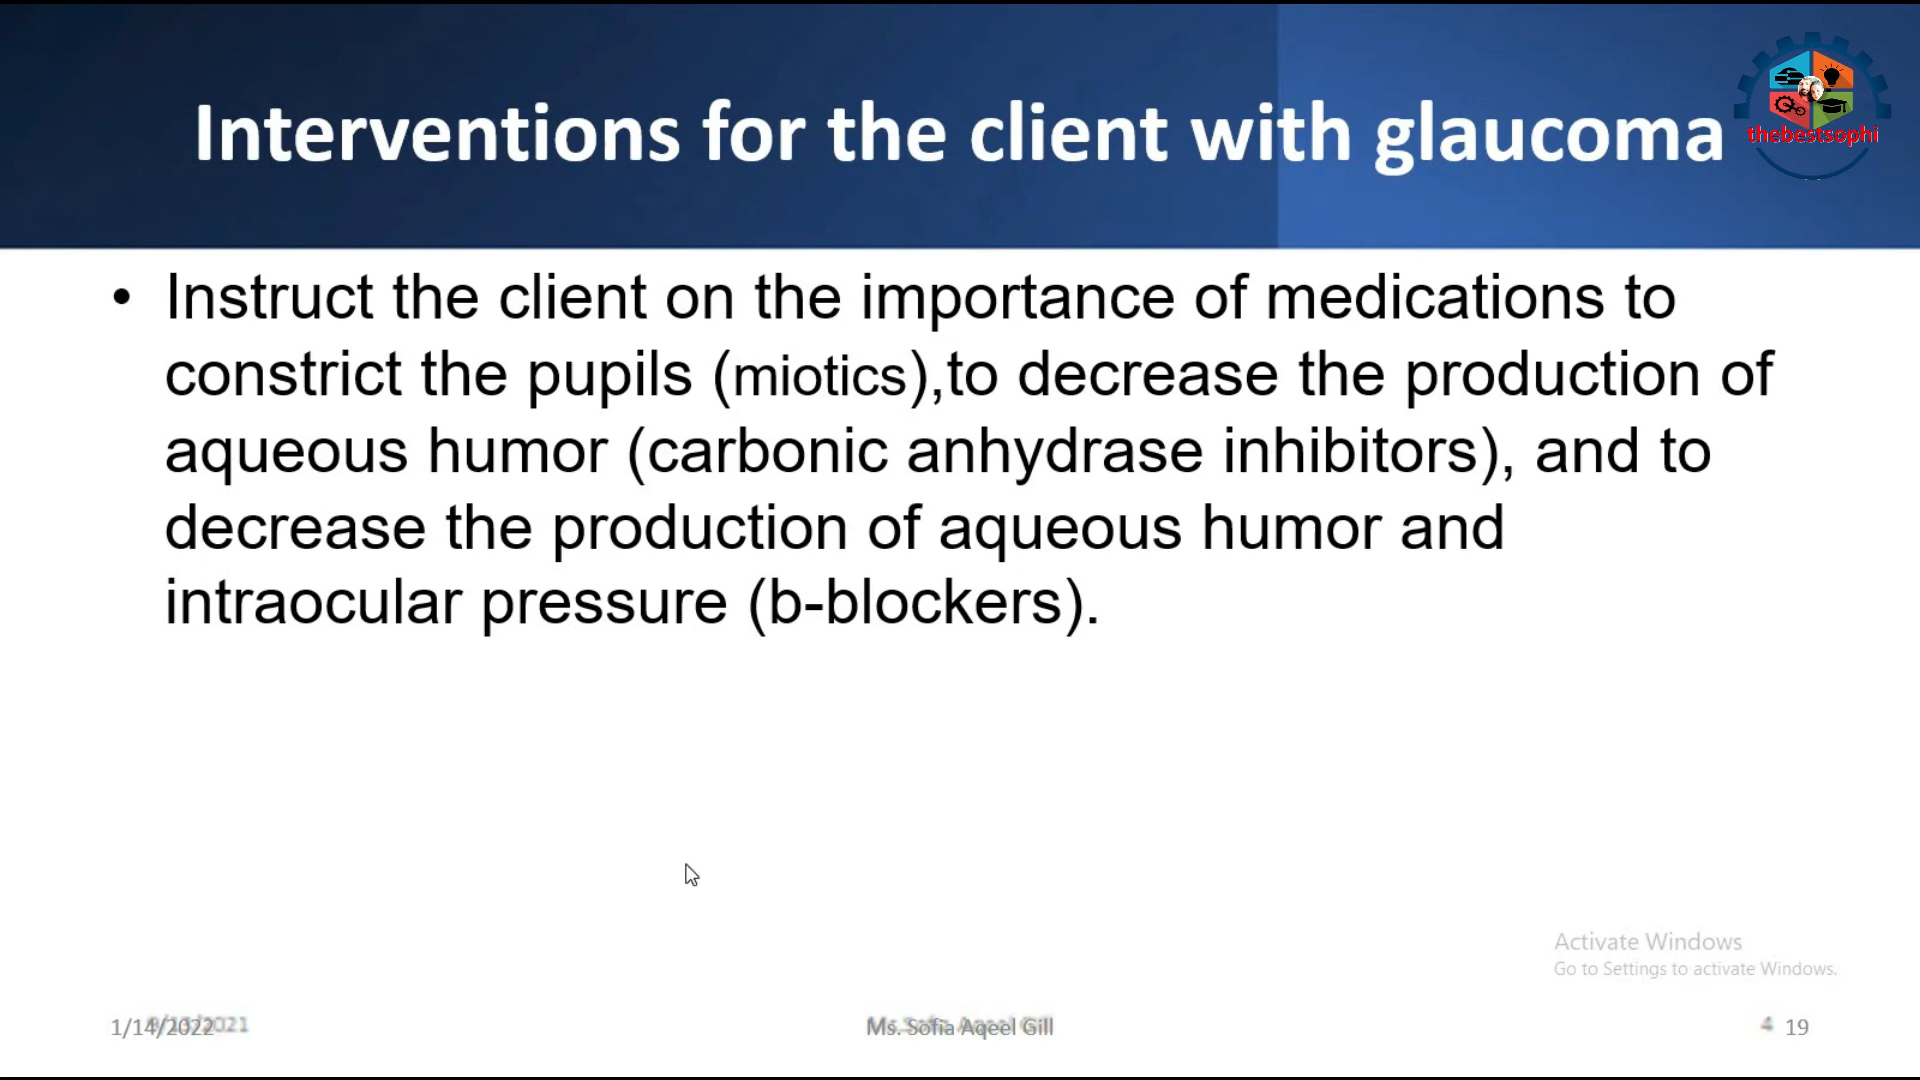 Interventions for the client with glaucoma
thebestsophi
• Instruct the client on the importance of medications to
constrict the pupils (miotics),to decrease the production of
aqueous humor (carbonic anhydrase inhibitors), and to
decrease the production of aqueous humor and
intraocular pressure (b-blockers).
Activate Windows
Go to Settings to activate Windows.
1/14/2022
Ms. Sofia Aqeel Gill
4 19